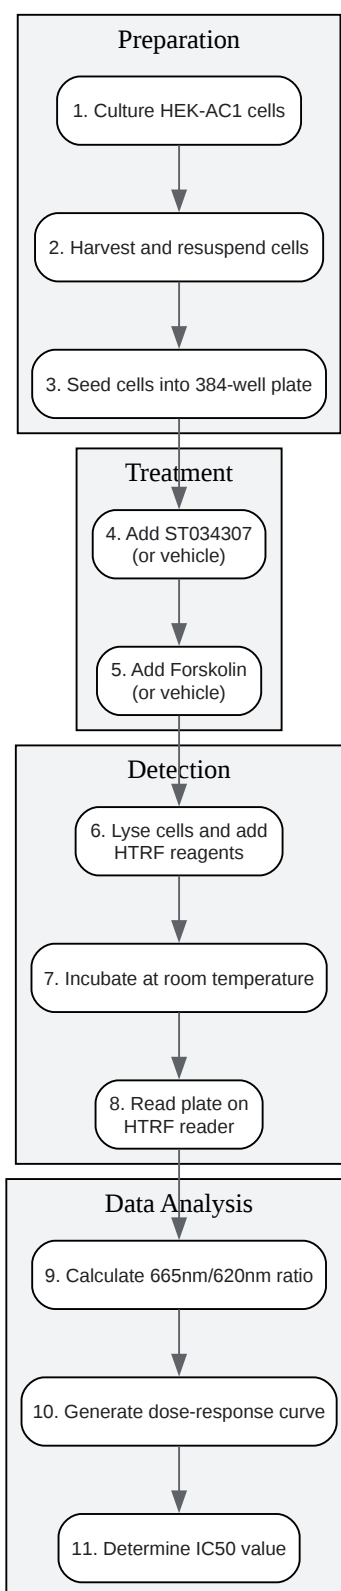 Preparation
1. Culture HEK-AC1 cells
2. Harvest and resuspend cells
3. Seed cells into 384-well plate
Treatment
4. Add ST034307
(or vehicle)
5. Add Forskolin
(or vehicle)
Detection
6. Lyse cells and add
HTRF reagents
7. Incubate at room temperature
8. Read plate on
HTRF reader
Data Analysis
9. Calculate 665nm/620nm ratio
10. Generate dose-response curve
11. Determine IC50 value